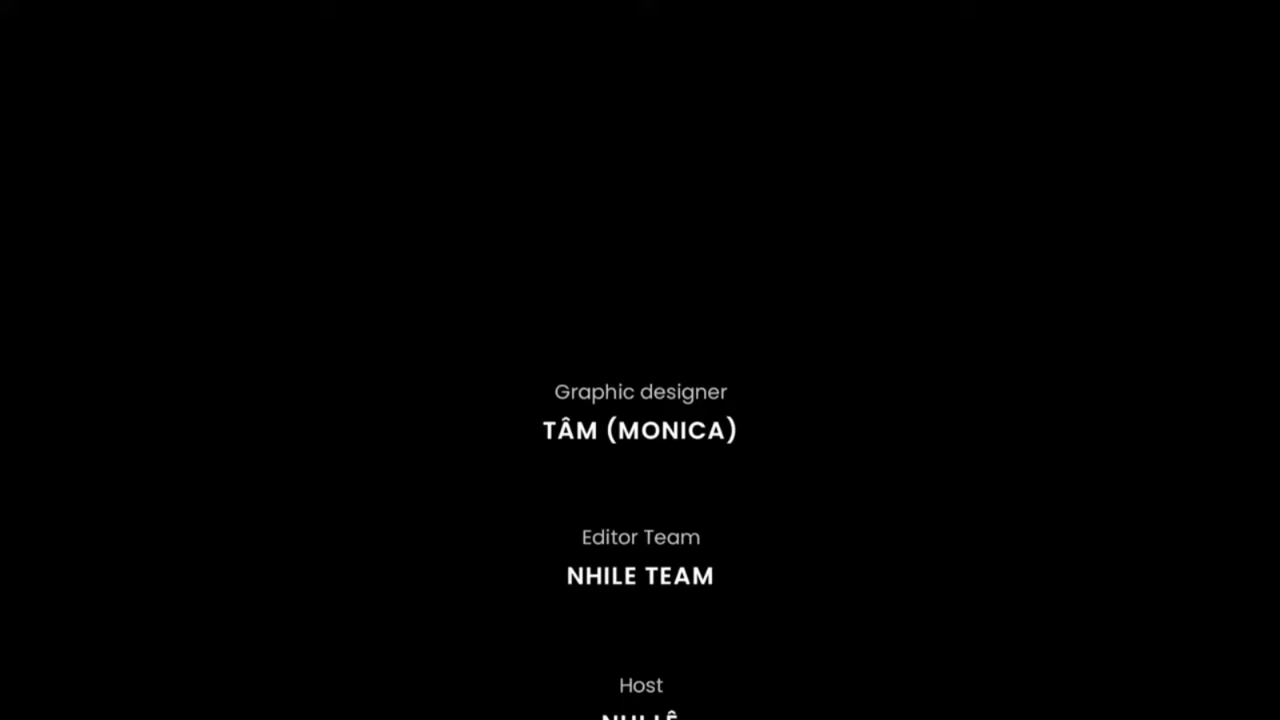 Graphic designer
TÂM (MONICA)
Editor Team
NHILE TEAM
Host